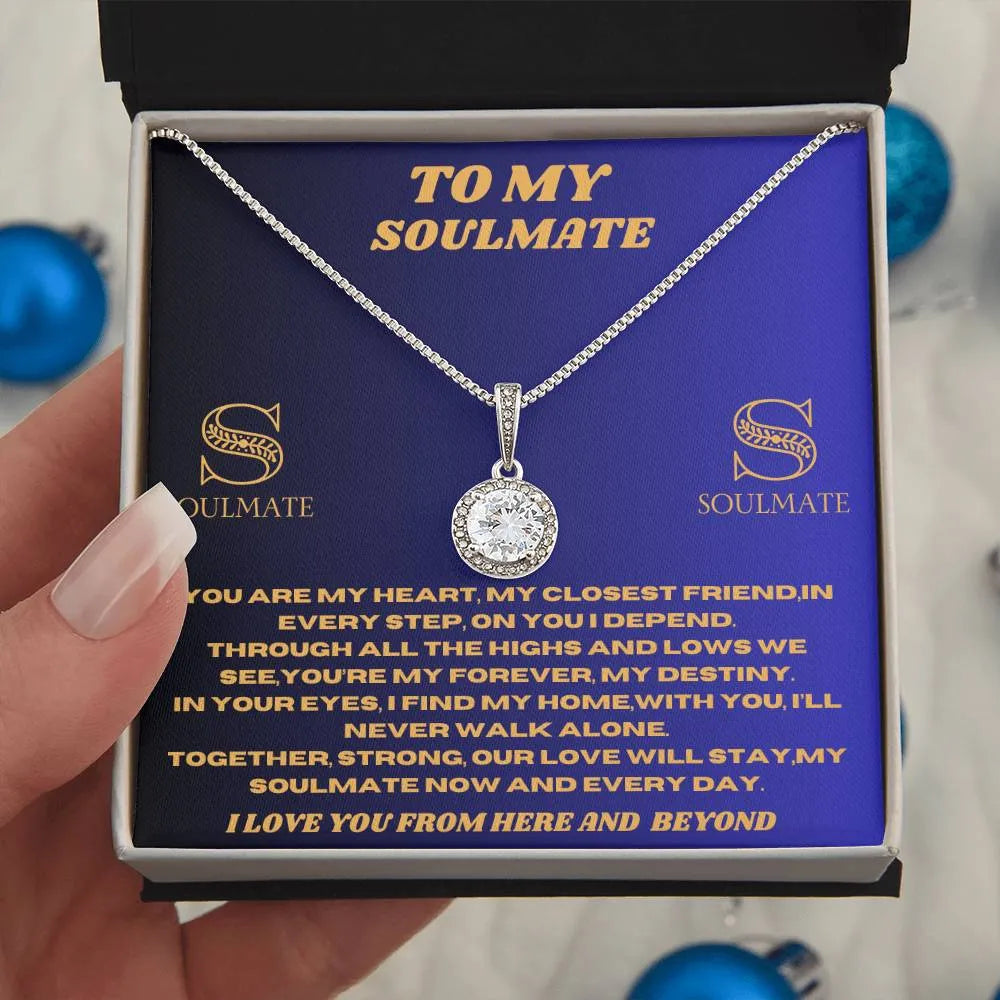 TO MY
SOULMATE
S
OULMATE
S
SOULMATE
YOU ARE MY HEART, MY CLOSEST FRIEND,IN
EVERY STEP, ON YOU I DEPEND.
THROUGH ALL THE HIGHS AND LOWS WE
SEE,YOU'RE MY FOREVER, MY DESTINY.
IN YOUR EYES, I FIND MY HOME,WITH YOU, I'LL
NEVER WALK ALONE.
TOGETHER, STRONG, OUR LOVE WILL STAY,MY
SOULMATE NOW AND EVERY DAY.
I LOVE YOU FROM HERE AND BEYOND